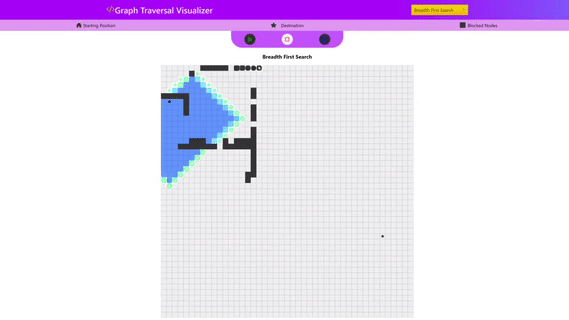 </>Graph Traversal Visualizer
Breadth First Search
Starting Position
Destination
Blocked Nodes
Breadth First Search